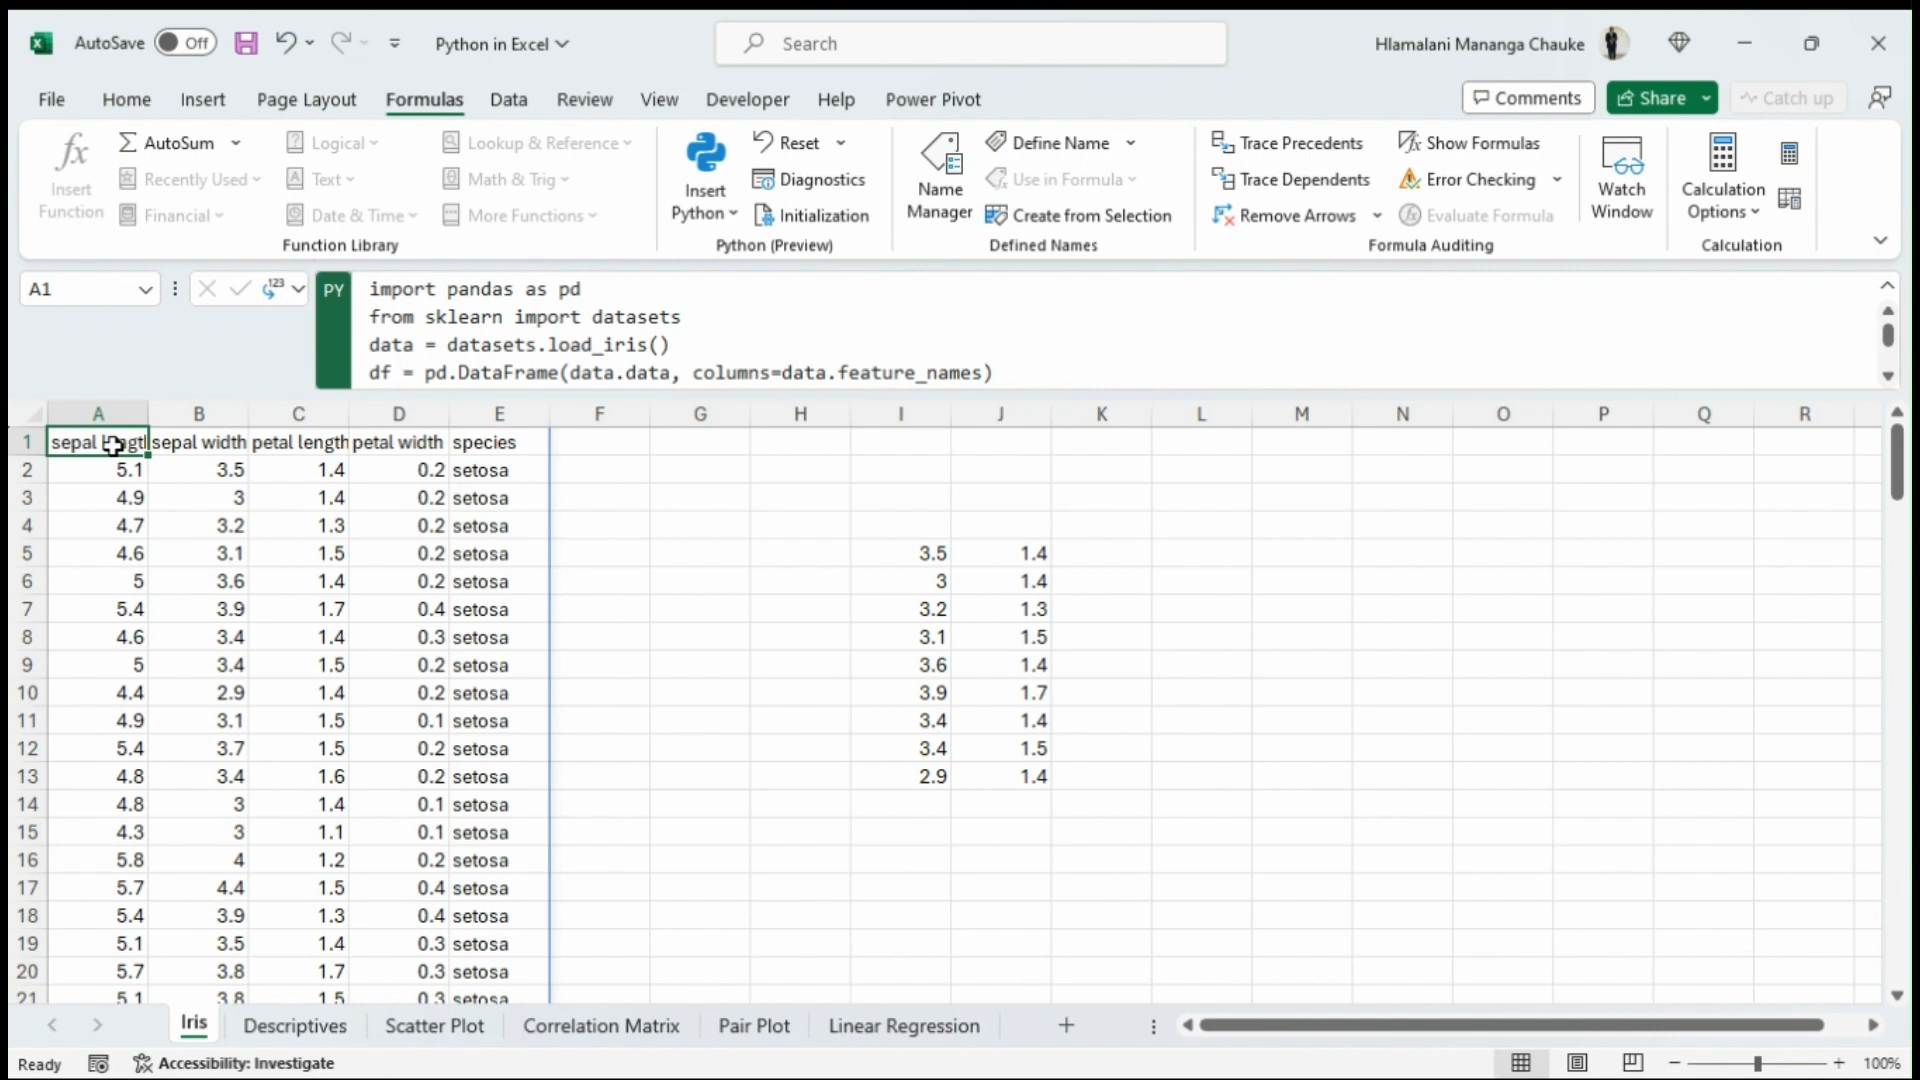 AutoSave Off Python in Excel Search Hlamalani Mananga Chauke
File Home Insert Page Layout Formulas Data Review View Developer Help Power Pivot Comments Share Catch up
fx Insert Function AutoSum Recently Used Financial Logical Text Date & Time Lookup & Reference Math & Trig More Functions
Function Library
Insert Python Reset Diagnostics Initialization
Python (Preview)
Name Manager Define Name Use in Formula Create from Selection
Defined Names
Trace Precedents Trace Dependents Remove Arrows Show Formulas Error Checking Evaluate Formula
Formula Auditing
Watch Window
Calculation Options
Calculation
A1 123 PY
import pandas as pd
from sklearn import datasets
data = datasets.load_iris()
df = pd.DataFrame(data.data, columns=data.feature_names)
A B C D E F G H I J K L M N O P Q R
1 sepal lengt sepal width petal length petal width species
2 5.1 3.5 1.4 0.2 setosa
3 4.9 3 1.4 0.2 setosa
4 4.7 3.2 1.3 0.2 setosa
5 4.6 3.1 1.5 0.2 setosa 3.5 1.4
6 5 3.6 1.4 0.2 setosa 3 1.4
7 5.4 3.9 1.7 0.4 setosa 3.2 1.3
8 4.6 3.4 1.4 0.3 setosa 3.1 1.5
9 5 3.4 1.5 0.2 setosa 3.6 1.4
10 4.4 2.9 1.4 0.2 setosa 3.9 1.7
11 4.9 3.1 1.5 0.1 setosa 3.4 1.4
12 5.4 3.7 1.5 0.2 setosa 3.4 1.5
13 4.8 3.4 1.6 0.2 setosa 2.9 1.4
14 4.8 3 1.4 0.1 setosa
15 4.3 3 1.1 0.1 setosa
16 5.8 4 1.2 0.2 setosa
17 5.7 4.4 1.5 0.4 setosa
18 5.4 3.9 1.3 0.4 setosa
19 5.1 3.5 1.4 0.3 setosa
20 5.7 3.8 1.7 0.3 setosa
21 5.1 3.8 1.5 0.3 setosa
Iris Descriptives Scatter Plot Correlation Matrix Pair Plot Linear Regression
Ready Accessibility: Investigate 100%